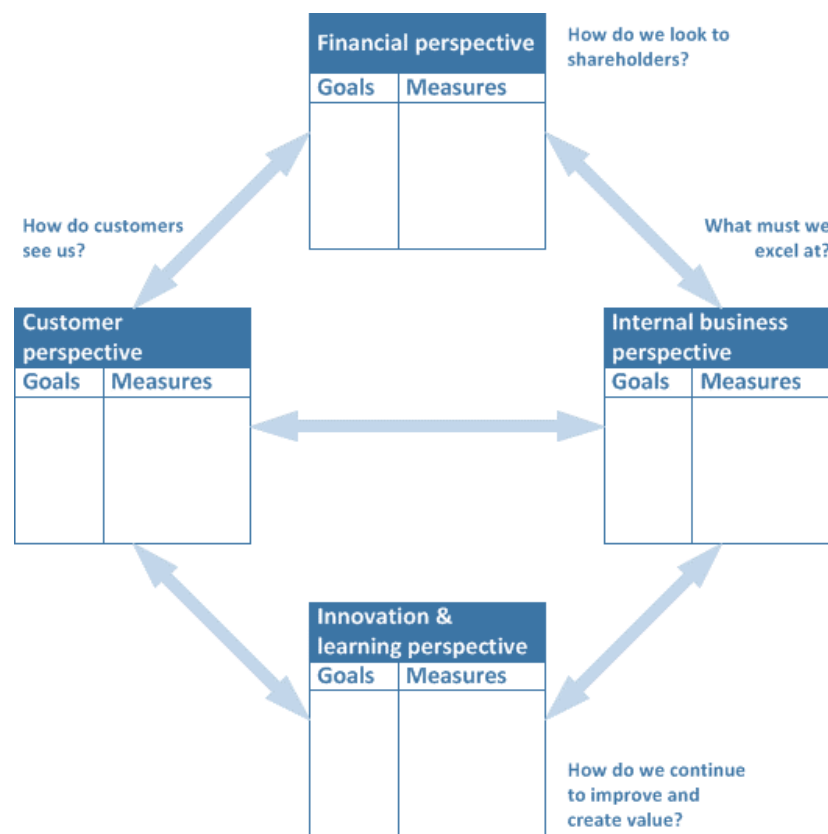 Financial perspective
How do we look to
shareholders?
Goals Measures
How do customers
see us?
What must we
excel at?
Customer
perspective
Goals Measures
Internal business
perspective
Goals Measures
Innovation &
learning perspective
Goals Measures
How do we continue
to improve and
create value?